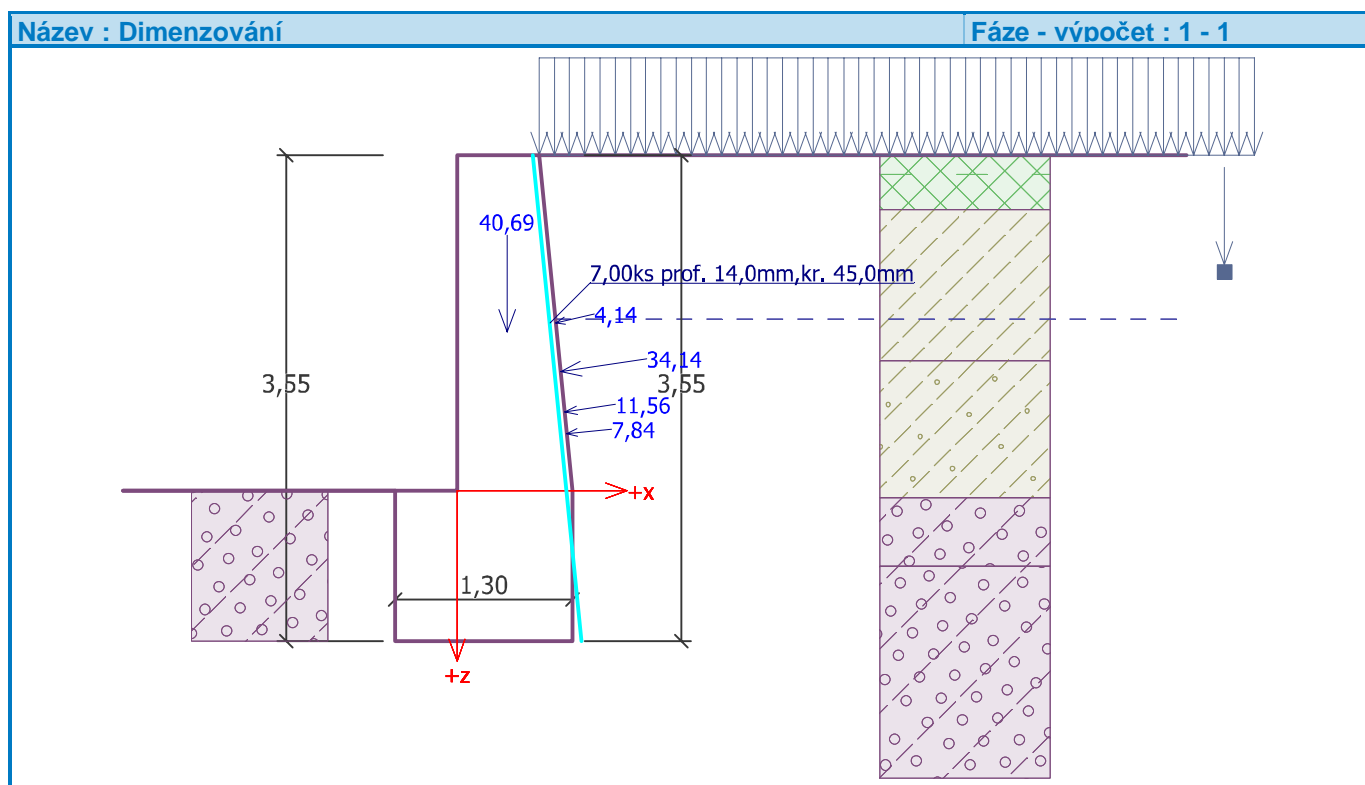 Název : Dimenzování
Fáze - výpočet : 1 - 1
40,69
7,00ks prof. 14,0mm,kr. 45,0mm
4,14
34,14
3,55
3,55
11,56
7,84
+x
1,30
+z